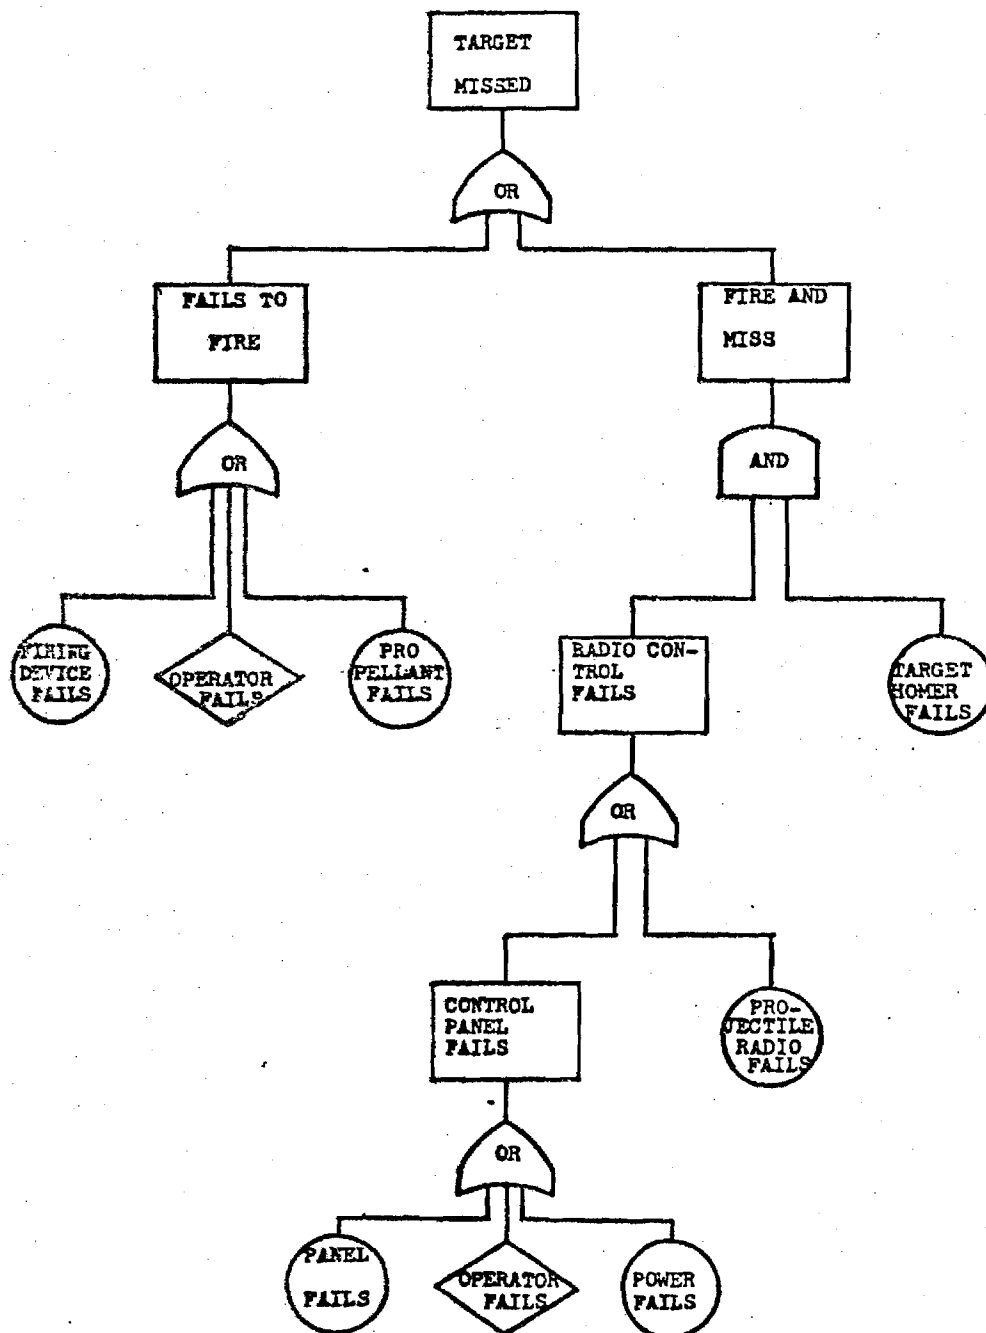 TARGET
MISSED
OR
FAILS TO
FIRE
FIRE AND
MISS
OR
AND
FIRING
DEVICE
FAILS
OPERATOR
FAILS
PRO
PELLANT
FAILS
RADIO CON-
TROL
FAILS
TARGET
HOMER
FAILS
OR
CONTROL
PANEL
FAILS
PRO-
JECTILE
RADIO
FAILS
OR
PANEL
FAILS
OPERATOR
FAILS
POWER
FAILS